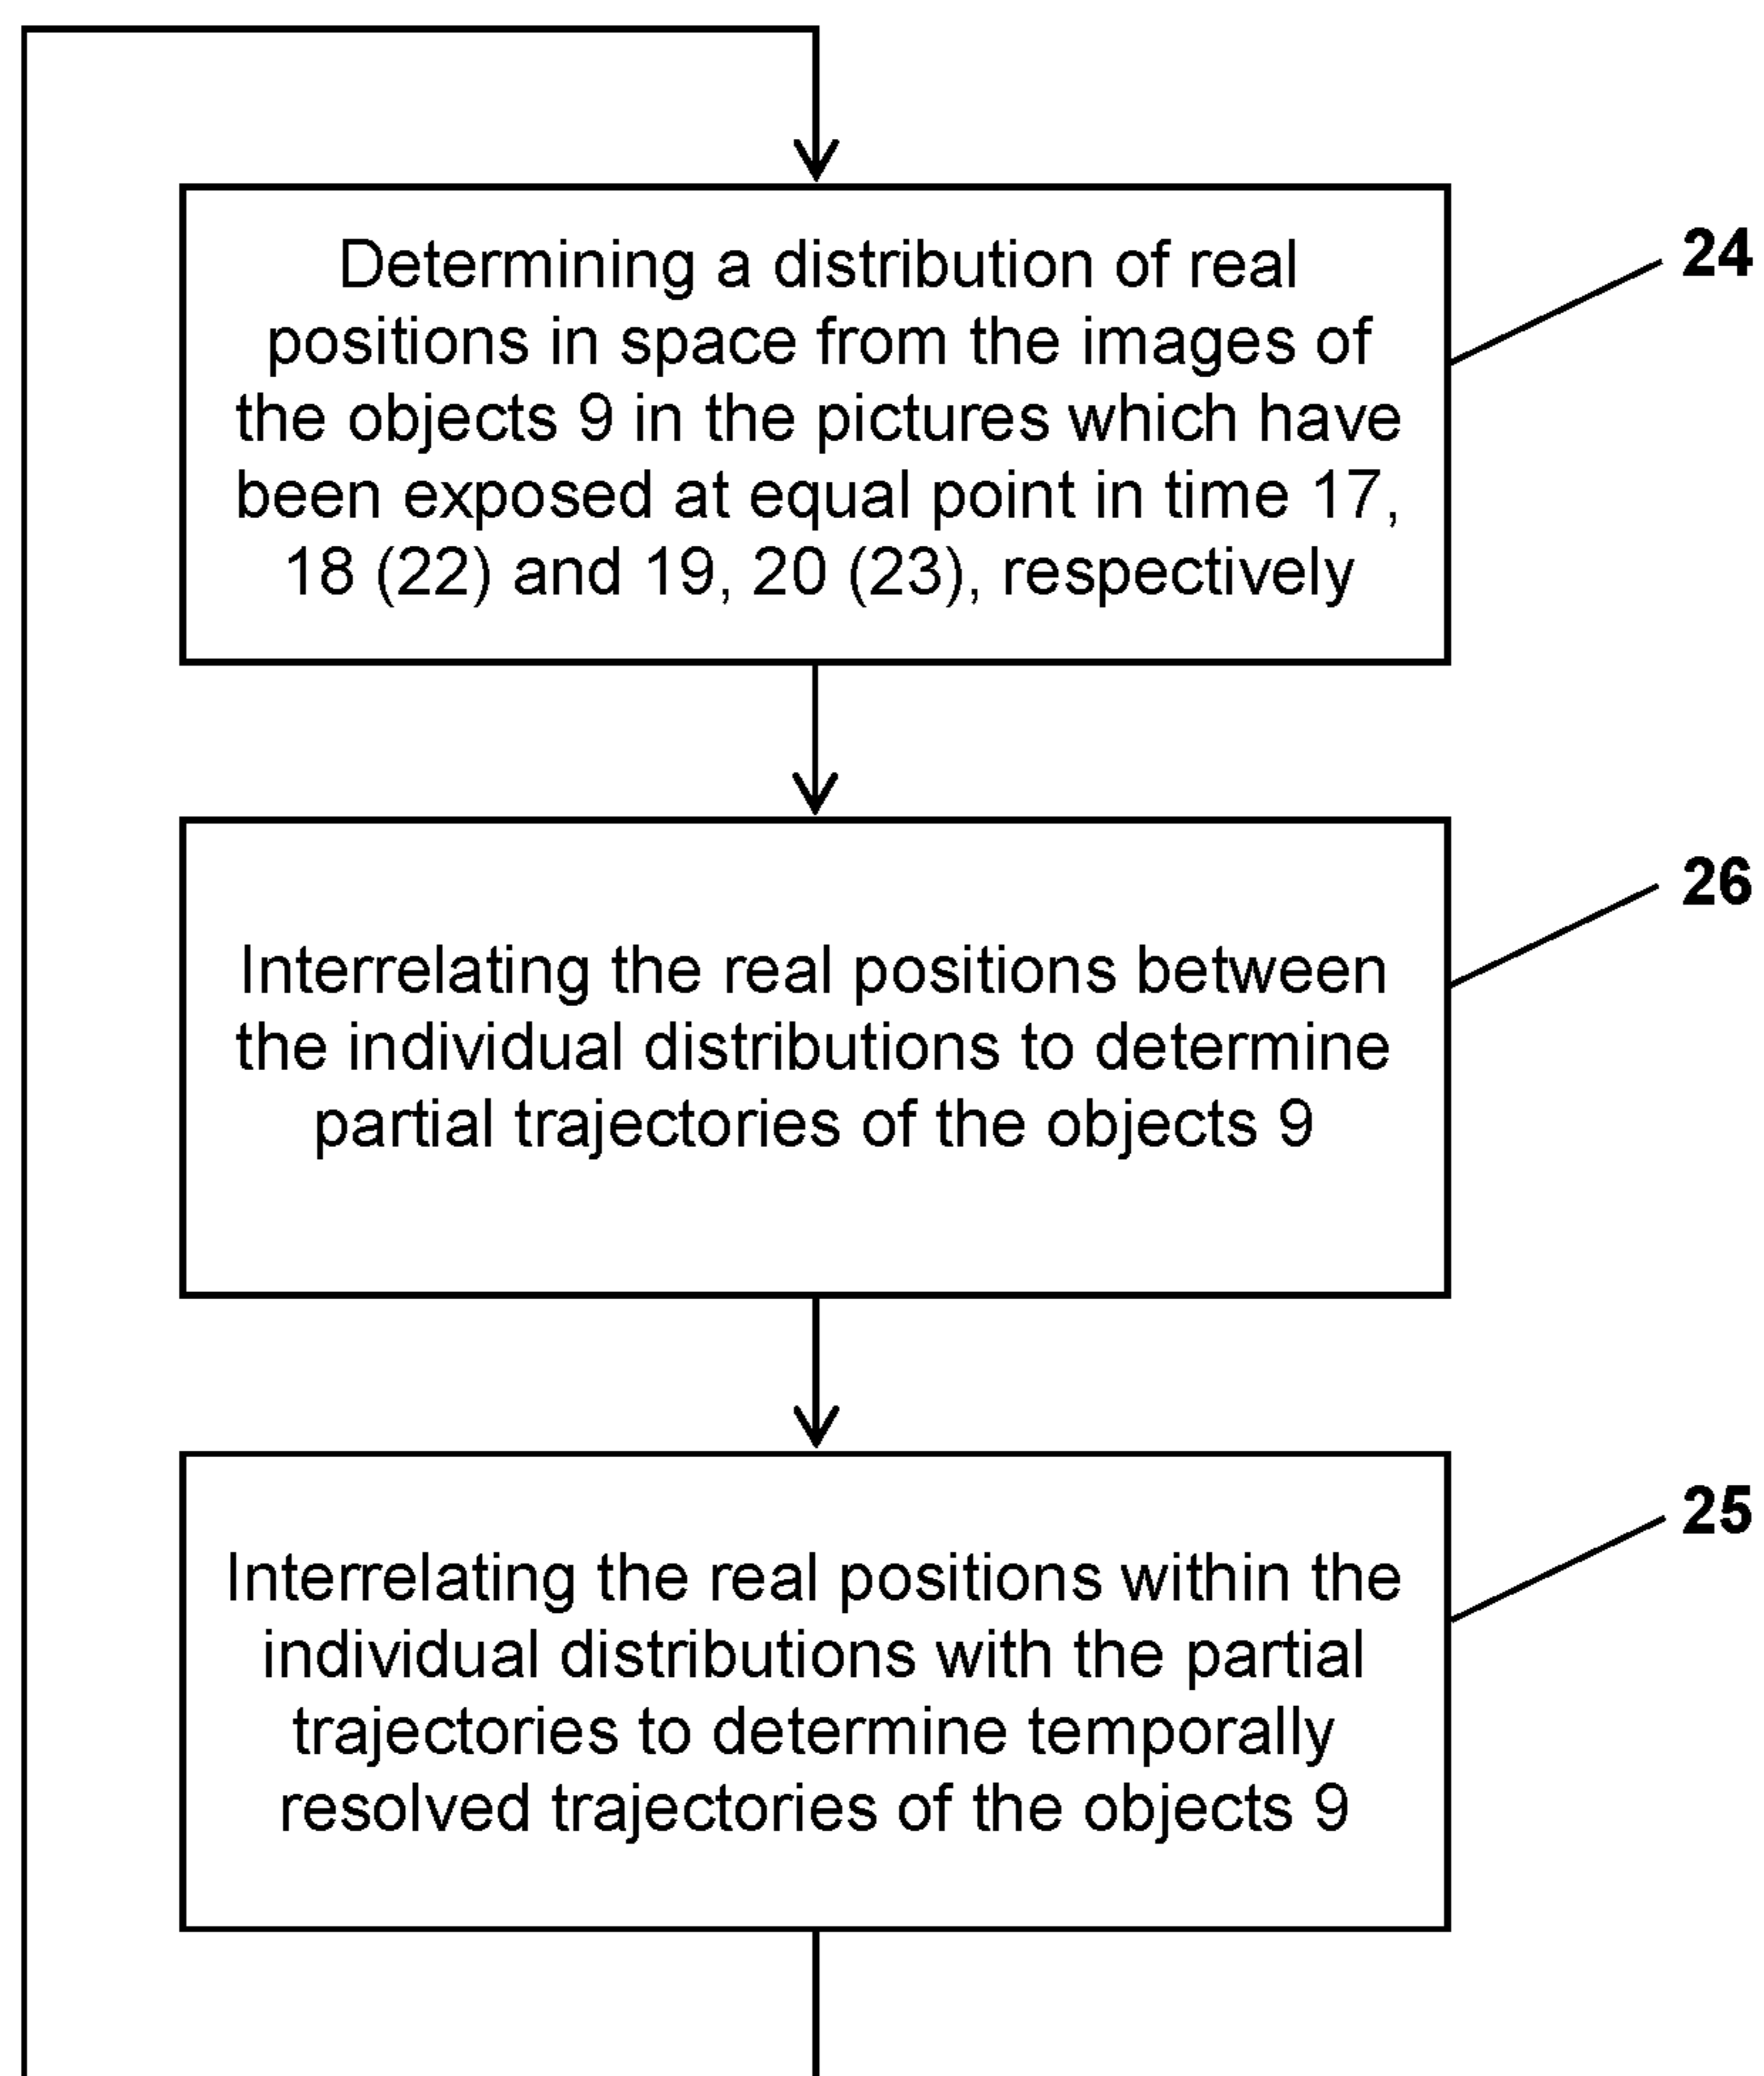 Determining a distribution of real
positions in space from the images of
the objects 9 in the pictures which have
been exposed at equal point in time 17,
18 (22) and 19, 20 (23), respectively
24
Interrelating the real positions between
the individual distributions to determine
partial trajectories of the objects 9
26
Interrelating the real positions within the
individual distributions with the partial
trajectories to determine temporally
resolved trajectories of the objects 9
25